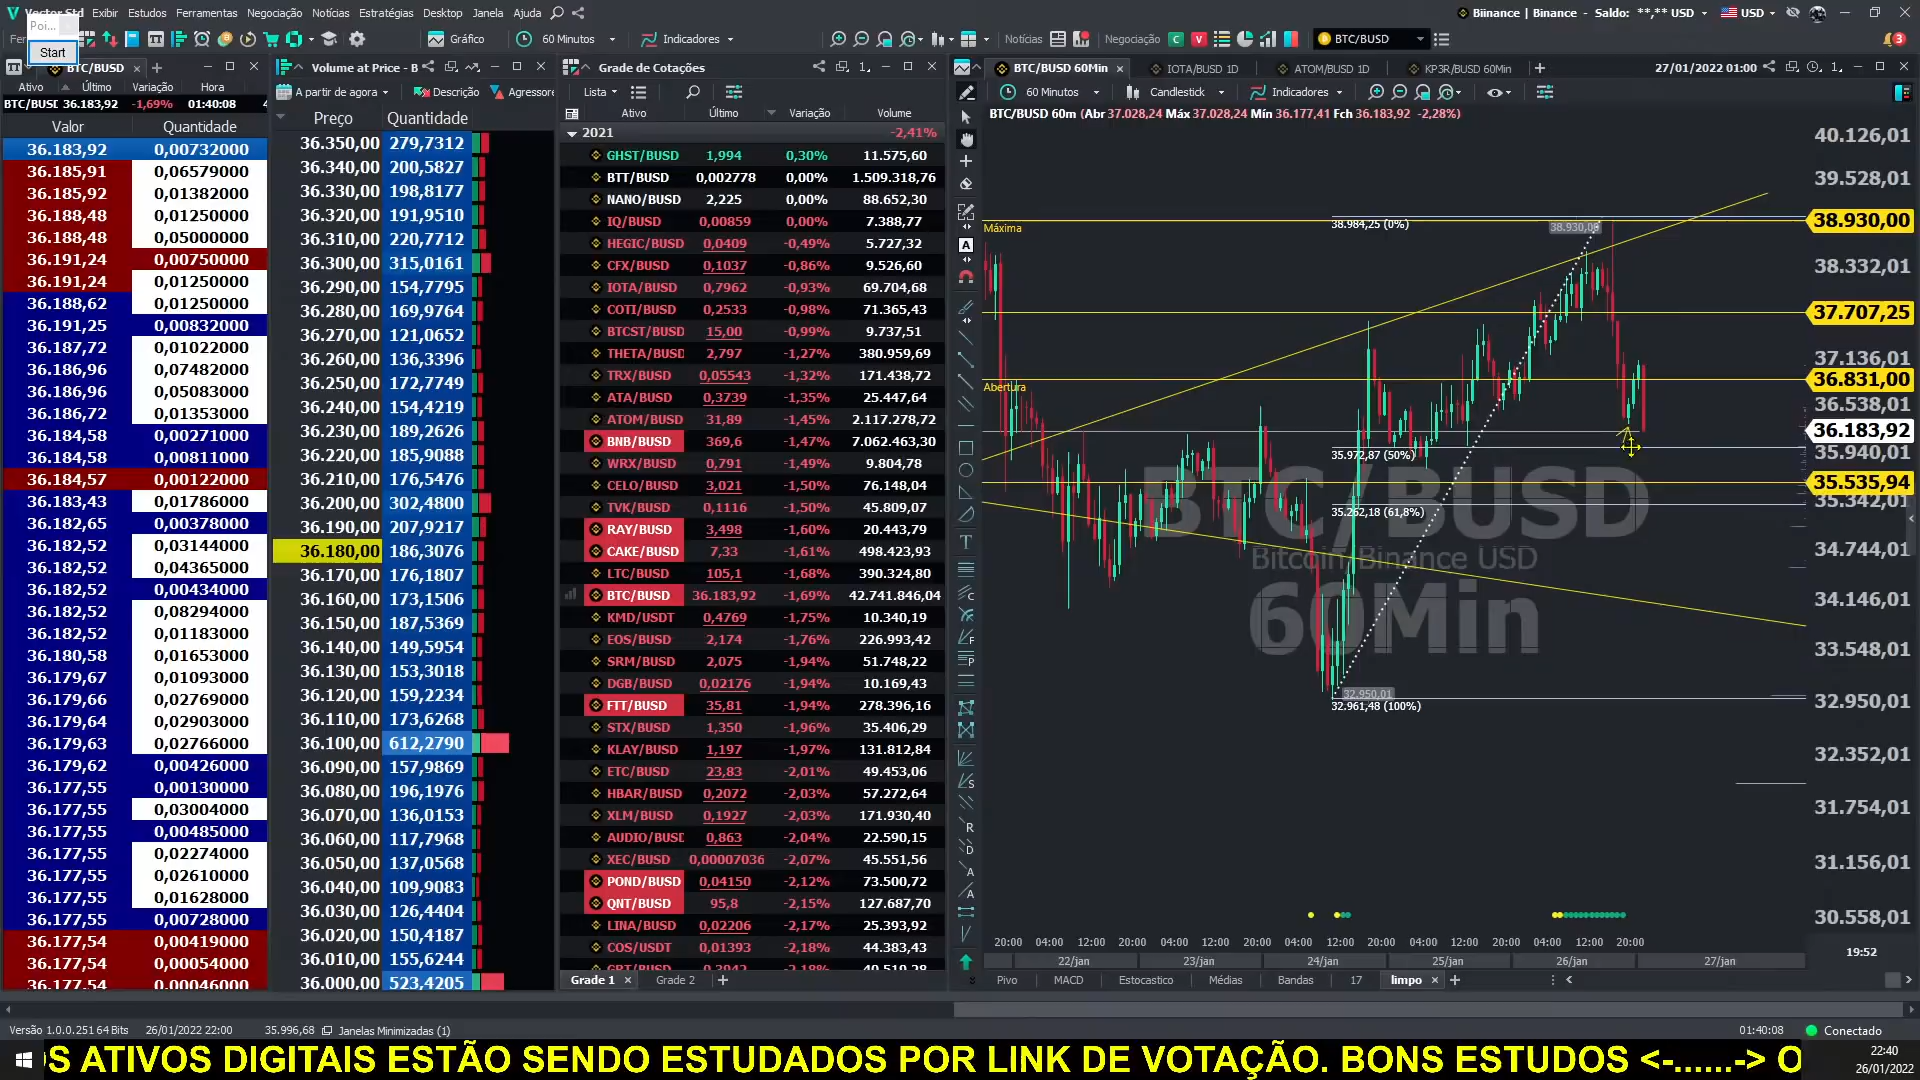 Vector Std Exibir Estudos Ferramentas Negociação Notícias Estratégias Desktop Janela Ajuda
Biinance | Binance - Saldo: **,** USD USD
Poi...
Start
Gráfico 60 Minutos Indicadores
Notícias Negociação C V BTC/BUSD 3
BTC/BUSD
Ativo Último Variação Hora
BTC/BUSD 36.183,92 -1,69% 01:40:08
Valor Quantidade
36.183,92 0,00732000
36.185,91 0,06579000
36.185,92 0,01382000
36.188,48 0,01250000
36.188,48 0,05000000
36.191,24 0,00750000
36.191,24 0,01250000
36.188,62 0,01250000
36.191,25 0,00832000
36.187,72 0,01022000
36.186,96 0,07482000
36.186,96 0,05083000
36.186,72 0,01353000
36.184,58 0,00271000
36.184,58 0,00811000
36.184,57 0,00122000
36.183,43 0,01786000
36.182,65 0,00378000
36.182,52 0,03144000
36.182,52 0,04365000
36.182,52 0,00434000
36.182,52 0,08294000
36.182,52 0,01183000
36.180,58 0,01653000
36.179,67 0,01093000
36.179,66 0,02769000
36.179,64 0,02903000
36.179,63 0,02766000
36.179,62 0,00426000
36.177,55 0,00130000
36.177,55 0,03004000
36.177,55 0,00485000
36.177,55 0,02274000
36.177,55 0,02610000
36.177,55 0,01628000
36.177,55 0,00728000
36.177,54 0,00419000
36.177,54 0,00054000
36.177,54 0,00046000
Volume at Price - B
A partir de agora Descrição Agressore
Preço Quantidade
36.350,00 279,7312
36.340,00 200,5827
36.330,00 198,8177
36.320,00 191,9510
36.310,00 220,7712
36.300,00 315,0161
36.290,00 154,7795
36.280,00 169,9764
36.270,00 121,0652
36.260,00 136,3396
36.250,00 172,7749
36.240,00 154,4219
36.230,00 189,2626
36.220,00 185,9088
36.210,00 176,5476
36.200,00 302,4800
36.190,00 207,9217
36.180,00 186,3076
36.170,00 176,1807
36.160,00 173,1506
36.150,00 187,5369
36.140,00 149,5954
36.130,00 153,3018
36.120,00 159,2234
36.110,00 173,6268
36.100,00 612,2790
36.090,00 157,9869
36.080,00 196,1976
36.070,00 136,0153
36.060,00 117,7968
36.050,00 137,0568
36.040,00 109,9083
36.030,00 126,4404
36.020,00 150,4187
36.010,00 155,6244
36.000,00 523,4205
Grade de Cotações
Lista
Ativo Último Variação Volume
2021 -2,41%
GHST/BUSD 1,994 0,30% 11.575,60
BTT/BUSD 0,002778 0,00% 1.509.318,76
NANO/BUSD 2,225 0,00% 88.652,30
IQ/BUSD 0,00859 0,00% 7.388,77
HEGIC/BUSD 0,0409 -0,49% 5.727,32
CFX/BUSD 0,1037 -0,86% 9.526,60
IOTA/BUSD 0,7962 -0,93% 69.704,68
COTI/BUSD 0,2533 -0,98% 71.365,43
BTCST/BUSD 15,00 -0,99% 9.737,51
THETA/BUSD 2,797 -1,27% 380.959,69
TRX/BUSD 0,05543 -1,32% 171.438,72
ATA/BUSD 0,3739 -1,35% 25.447,64
ATOM/BUSD 31,89 -1,45% 2.117.278,72
BNB/BUSD 369,6 -1,47% 7.062.463,30
WRX/BUSD 0,791 -1,49% 9.804,78
CELO/BUSD 3,021 -1,50% 76.148,04
TVK/BUSD 0,1116 -1,50% 45.809,07
RAY/BUSD 3,498 -1,60% 20.443,79
CAKE/BUSD 7,33 -1,61% 498.423,93
LTC/BUSD 105,1 -1,68% 390.324,80
BTC/BUSD 36.183,92 -1,69% 42.741.846,04
KMD/USDT 0,4769 -1,75% 10.340,19
EOS/BUSD 2,174 -1,76% 226.993,42
SRM/BUSD 2,075 -1,94% 51.748,22
DGB/BUSD 0,02176 -1,94% 10.169,43
FTT/BUSD 35,81 -1,94% 278.396,16
STX/BUSD 1,350 -1,96% 35.406,29
KLAY/BUSD 1,197 -1,97% 131.812,84
ETC/BUSD 23,83 -2,01% 49.453,06
HBAR/BUSD 0,2072 -2,03% 57.272,64
XLM/BUSD 0,1927 -2,03% 171.930,40
AUDIO/BUSD 0,863 -2,04% 22.590,15
XEC/BUSD 0,00007036 -2,07% 45.551,56
POND/BUSD 0,04150 -2,12% 73.500,72
QNT/BUSD 95,8 -2,15% 127.687,70
LINA/BUSD 0,02206 -2,17% 25.393,92
COS/USDT 0,01393 -2,18% 44.383,43
Grade 1 Grade 2
BTC/BUSD 60Min IOTA/BUSD 1D ATOM/BUSD 1D KP3R/BUSD 60Min 27/01/2022 01:00
60 Minutos Candlestick Indicadores
BTC/BUSD 60m (Abr 37.028,24 Máx 37.028,24 Mín 36.177,41 Fch 36.183,92 -2,28%)
40.126,01
39.528,01
38.984,25 (0%)
38.930,00
38.930,00
Máxima
38.332,01
37.707,25
37.136,01
36.831,00
Abertura
36.538,01
36.183,92
35.972,87 (50%)
35.940,01
35.535,94
35.342,01
35.262,18 (61,8%)
BTC/BUSD
Bitcoin Binance USD
60Min
34.744,01
34.146,01
33.548,01
32.950,01
32.950,01
32.961,48 (100%)
32.352,01
31.754,01
31.156,01
30.558,01
20:00 04:00 12:00 20:00 04:00 12:00 20:00 04:00 12:00 20:00 04:00 12:00 20:00 04:00 12:00 20:00
19:52
22/jan 23/jan 24/jan 25/jan 26/jan 27/jan
Pivo MACD Estocastico Médias Bandas 17 limpo
Versão 1.0.0.251 64 Bits 26/01/2022 22:00 35.996,68 Janelas Minimizadas (1) 01:40:08 Conectado
OS ATIVOS DIGITAIS ESTÃO SENDO ESTUDADOS POR LINK DE VOTAÇÃO. BONS ESTUDOS <-......-> O
22:40
26/01/2022